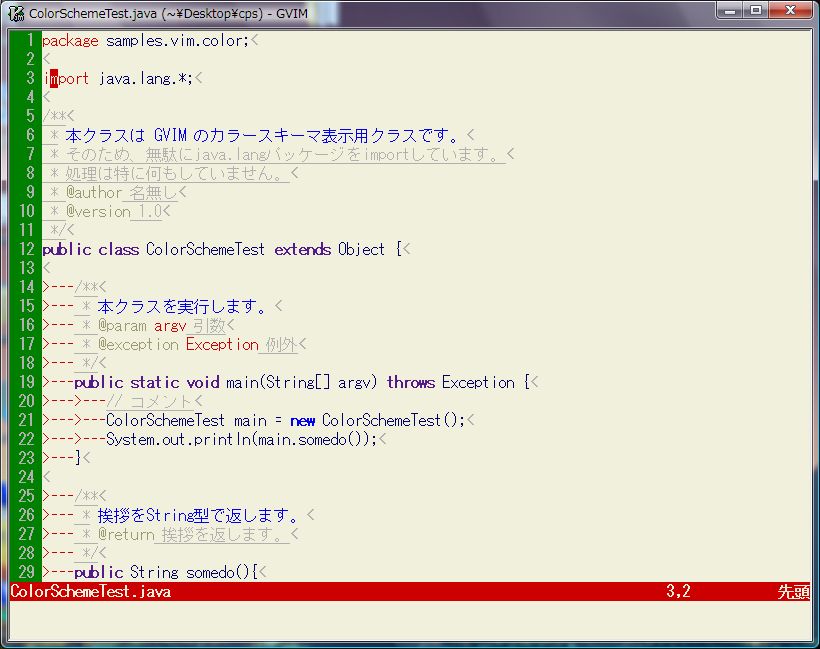 ColorSchemeTest.java (~¥Desktop¥cps) - GVIM
1 package samples.vim.color;<
2 <
3 import java.lang.*;<
4 <
5 /**<
6  * 本クラスは GVIM のカラースキーマ表示用クラスです。<
7  * そのため、無駄にjava.langパッケージをimportしています。<
8  * 処理は特に何もしていません。<
9  * @author 名無し<
10  * @version 1.0<
11  */<
12 public class ColorSchemeTest extends Object {<
13 <
14 >---/**<
15 >--- * 本クラスを実行します。<
16 >--- * @param argv 引数<
17 >--- * @exception Exception 例外<
18 >--- */<
19 >---public static void main(String[] argv) throws Exception {<
20 >--->---// コメント<
21 >--->---ColorSchemeTest main = new ColorSchemeTest();<
22 >--->---System.out.println(main.somedo());<
23 >---}<
24 <
25 >---/**<
26 >--- * 挨拶をString型で返します。<
27 >--- * @return 挨拶を返します。<
28 >--- */<
29 >---public String somedo(){<
ColorSchemeTest.java 3,2 先頭